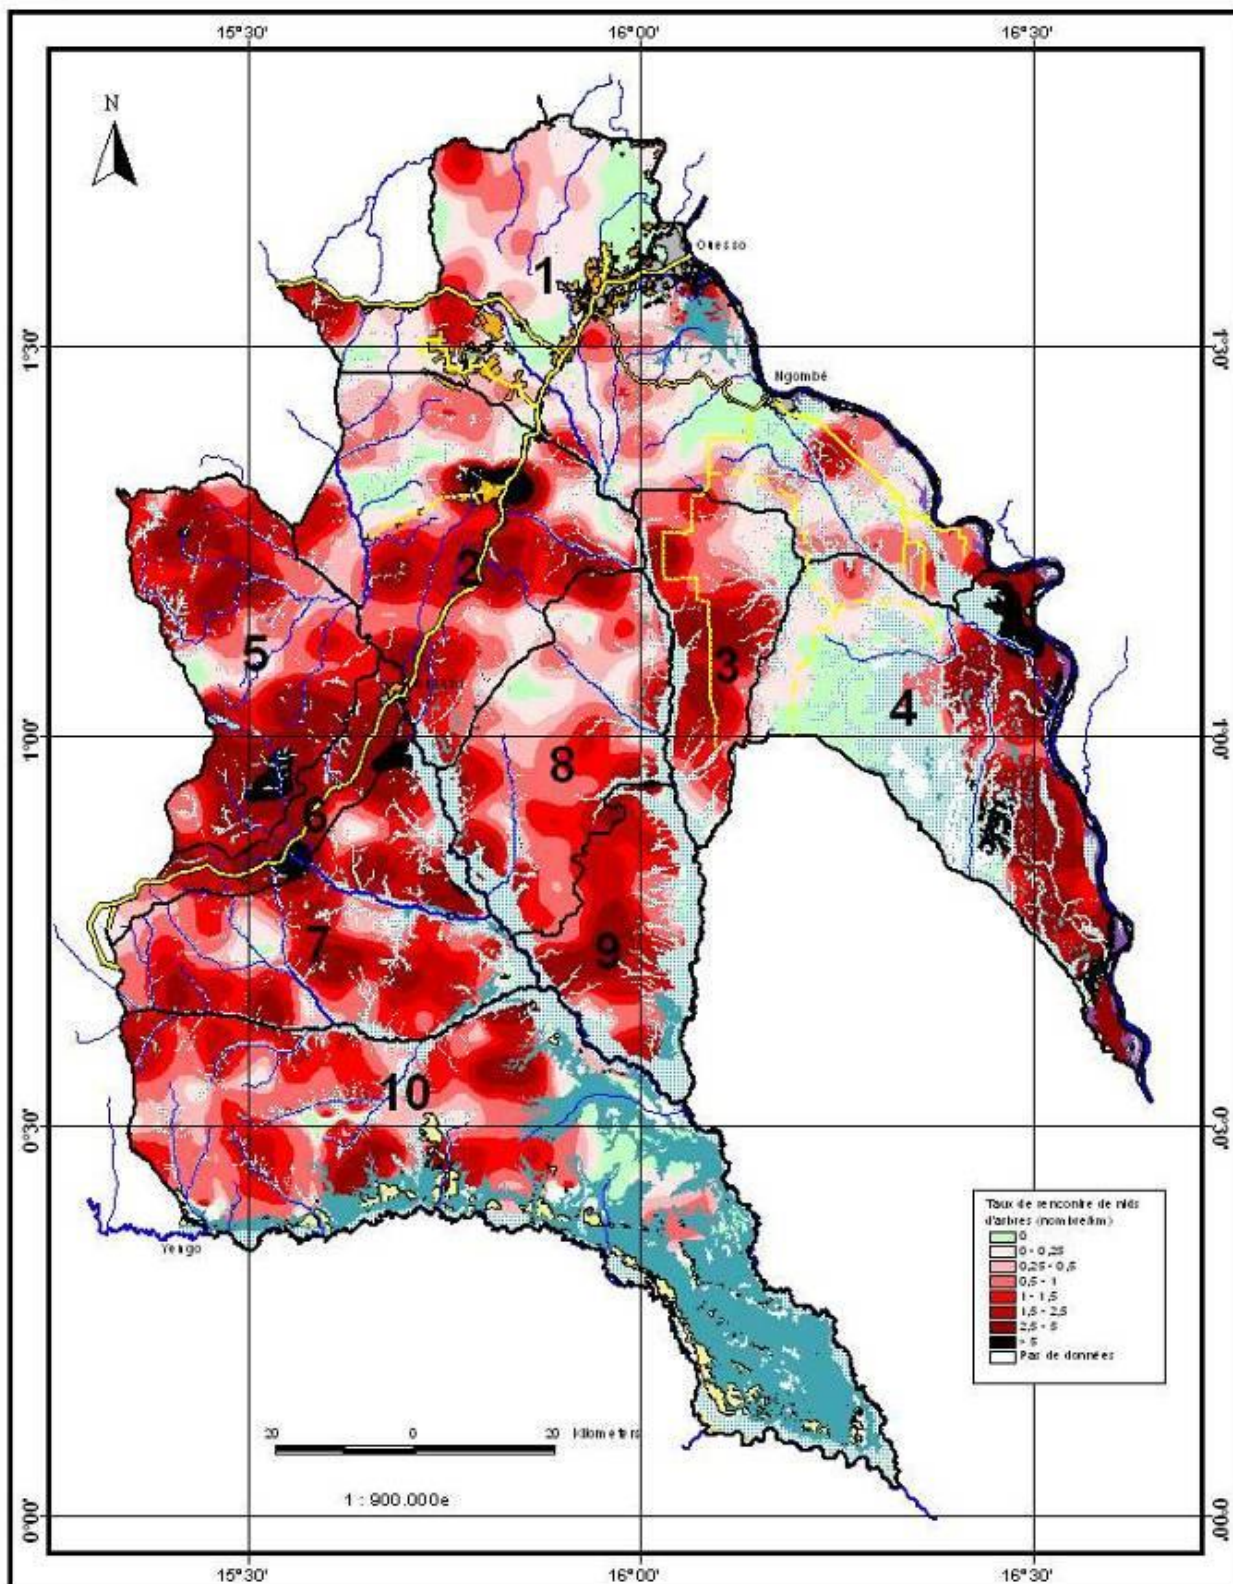 15°30'
16°00'
16°30'
N
Ouesso
1
1°30'
1°30'
Ngombé
2
5
3
4
1°00'
1°00'
8
6
7
9
10
0°30'
0°30'
Yengo
Taux de rencontre de nids
d'arbres (nombre/km)
0
0 - 0,25
0,25 - 0,5
0,5 - 1
1 - 1,5
1,5 - 2,5
2,5 - 5
> 5
Pas de données
20 0 20 Kilometers
1 : 900.000e
0°00'
0°00'
15°30'
16°00'
16°30'